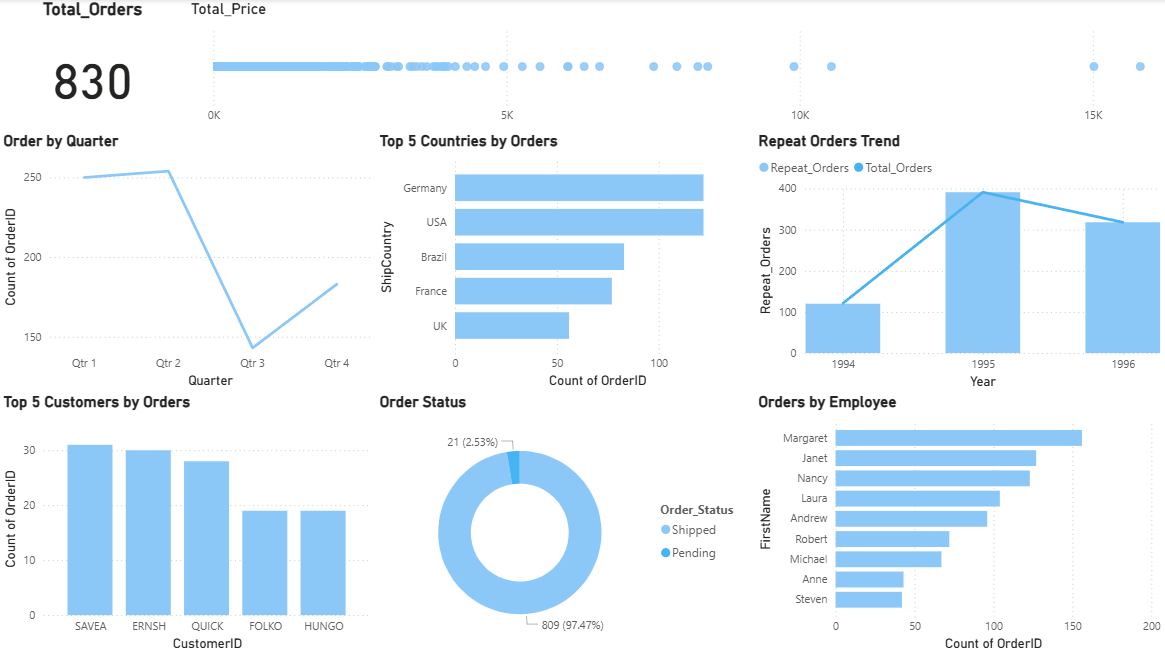 Total_Orders
830
Total_Price
0K 5K 10K 15K
Order by Quarter
Count of OrderID
250
200
150
Qtr 1 Qtr 2 Qtr 3 Qtr 4
Quarter
Top 5 Countries by Orders
ShipCountry
Germany
USA
Brazil
France
UK
0 50 100
Count of OrderID
Repeat Orders Trend
Repeat_Orders Total_Orders
Repeat_Orders
400
300
200
100
0
1994 1995 1996
Year
Top 5 Customers by Orders
Count of OrderID
30
20
10
0
SAVEA ERNSH QUICK FOLKO HUNGO
CustomerID
Order Status
21 (2.53%)
809 (97.47%)
Order_Status
Shipped
Pending
Orders by Employee
FirstName
Margaret
Janet
Nancy
Laura
Andrew
Robert
Michael
Anne
Steven
0 50 100 150 200
Count of OrderID